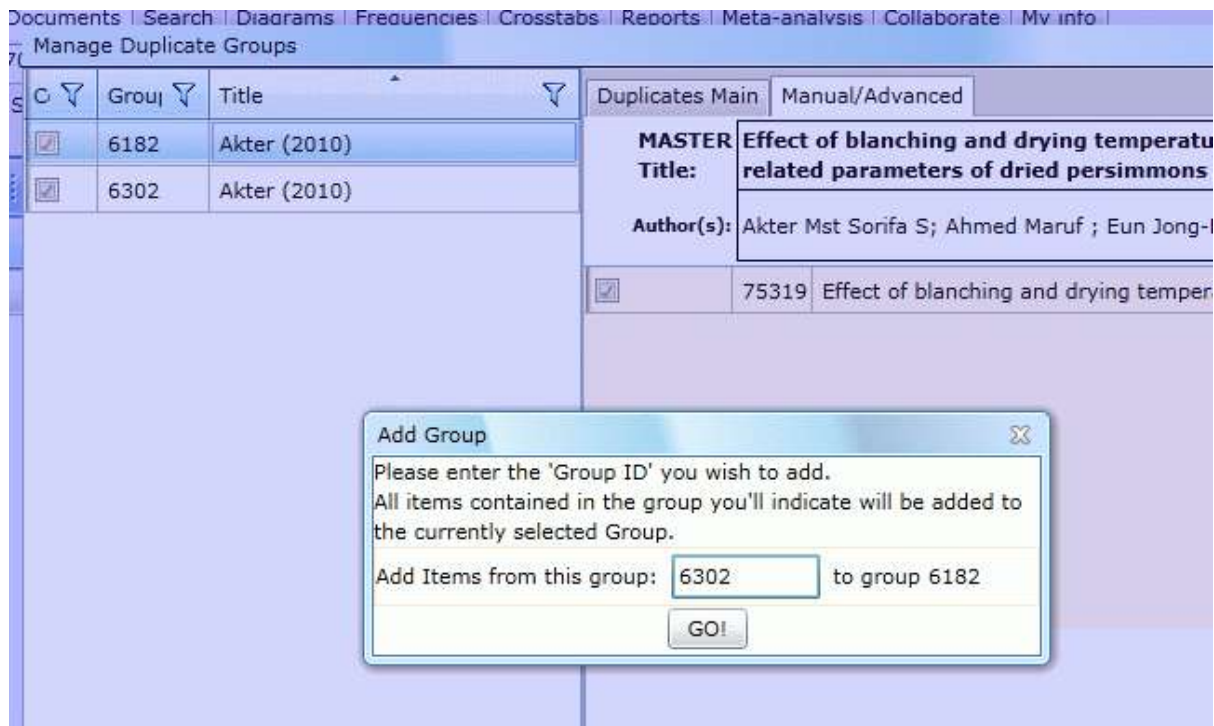 Documents | Search | Diagrams | Frequencies | Crosstabs | Reports | Meta-analysis | Collaborate | My info |
Manage Duplicate Groups
C Grou Title
6182 Akter (2010)
6302 Akter (2010)
Duplicates Main Manual/Advanced
MASTER Title: Effect of blanching and drying temperatu
related parameters of dried persimmons
Author(s): Akter Mst Sorifa S; Ahmed Maruf ; Eun Jong-
75319 Effect of blanching and drying temper
Add Group
Please enter the 'Group ID' you wish to add.
All items contained in the group you'll indicate will be added to
the currently selected Group.
Add Items from this group: 6302 to group 6182
GO!